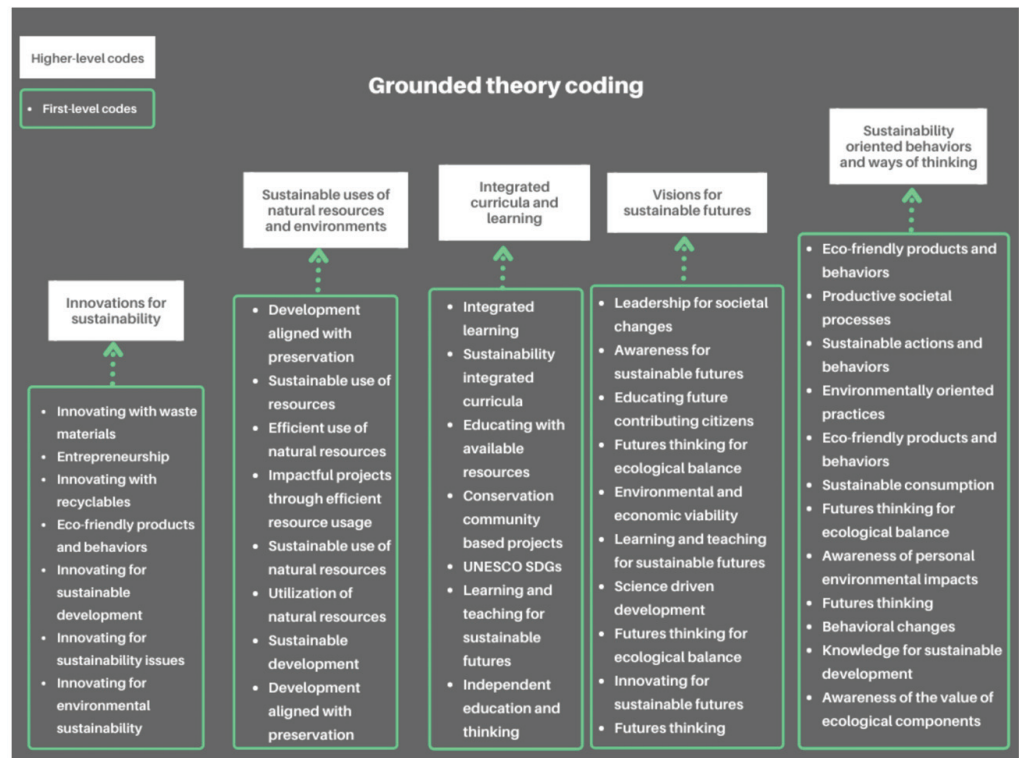 Higher-level codes
• First-level codes
Grounded theory coding
Innovations for
sustainability
• Innovating with waste
materials
• Entrepreneurship
• Innovating with
recyclables
• Eco-friendly products
and behaviors
• Innovating for
sustainable
development
• Innovating for
sustainability issues
• Innovating for
environmental
sustainability
Sustainable uses of
natural resources
and environments
• Development
aligned with
preservation
• Sustainable use of
resources
• Efficient use of
natural resources
• Impactful projects
through efficient
resource usage
• Sustainable use of
natural resources
• Utilization of
natural resources
• Sustainable
development
• Development
aligned with
preservation
Integrated
curricula and
learning
• Integrated
learning
• Sustainability
integrated
curricula
• Educating with
available
resources
• Conservation
community
based projects
• UNESCO SDGs
• Learning and
teaching for
sustainable
futures
• Independent
education and
thinking
Visions for
sustainable futures
• Leadership for societal
changes
• Awareness for
sustainable futures
• Educating future
contributing citizens
• Futures thinking for
ecological balance
• Environmental and
economic viability
• Learning and teaching
for sustainable futures
• Science driven
development
• Futures thinking for
ecological balance
• Innovating for
sustainable futures
• Futures thinking
Sustainability
oriented behaviors
and ways of thinking
• Eco-friendly products and
behaviors
• Productive societal
processes
• Sustainable actions and
behaviors
• Environmentally oriented
practices
• Eco-friendly products and
behaviors
• Sustainable consumption
• Futures thinking for
ecological balance
• Awareness of personal
environmental impacts
• Futures thinking
• Behavioral changes
• Knowledge for sustainable
development
• Awareness of the value of
ecological components